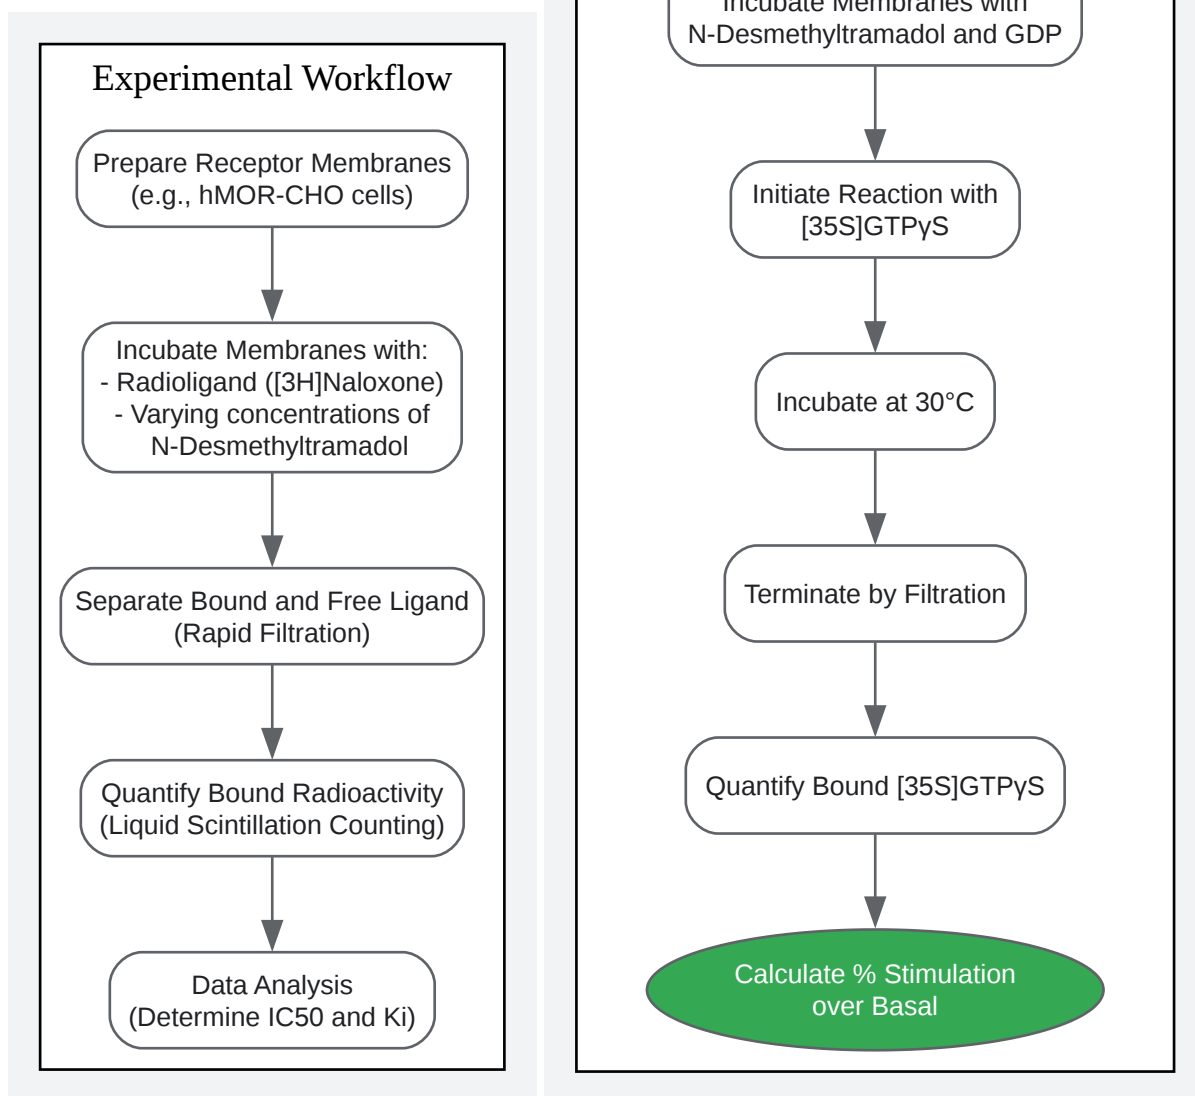 Experimental Workflow
Prepare Receptor Membranes
(e.g., hMOR-CHO cells)
Incubate Membranes with:
- Radioligand ([3H]Naloxone)
- Varying concentrations of
N-Desmethyltramadol
Separate Bound and Free Ligand
(Rapid Filtration)
Quantify Bound Radioactivity
(Liquid Scintillation Counting)
Data Analysis
(Determine IC50 and Ki)
Incubate Membranes with
N-Desmethyltramadol and GDP
Initiate Reaction with
[35S]GTPγS
Incubate at 30°C
Terminate by Filtration
Quantify Bound [35S]GTPγS
Calculate % Stimulation
over Basal